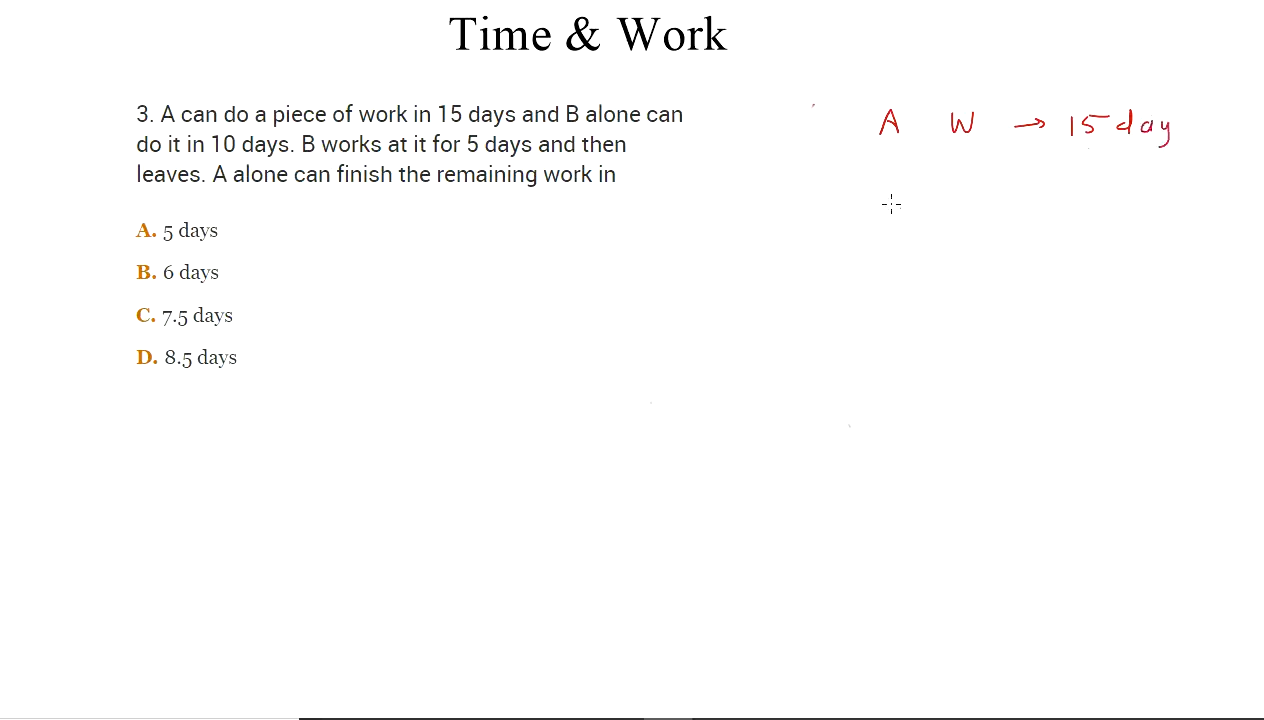 Time & Work
3. A can do a piece of work in 15 days and B alone can
do it in 10 days. B works at it for 5 days and then
leaves. A alone can finish the remaining work in
A. 5 days
B. 6 days
C. 7.5 days
D. 8.5 days
A W → 15 day